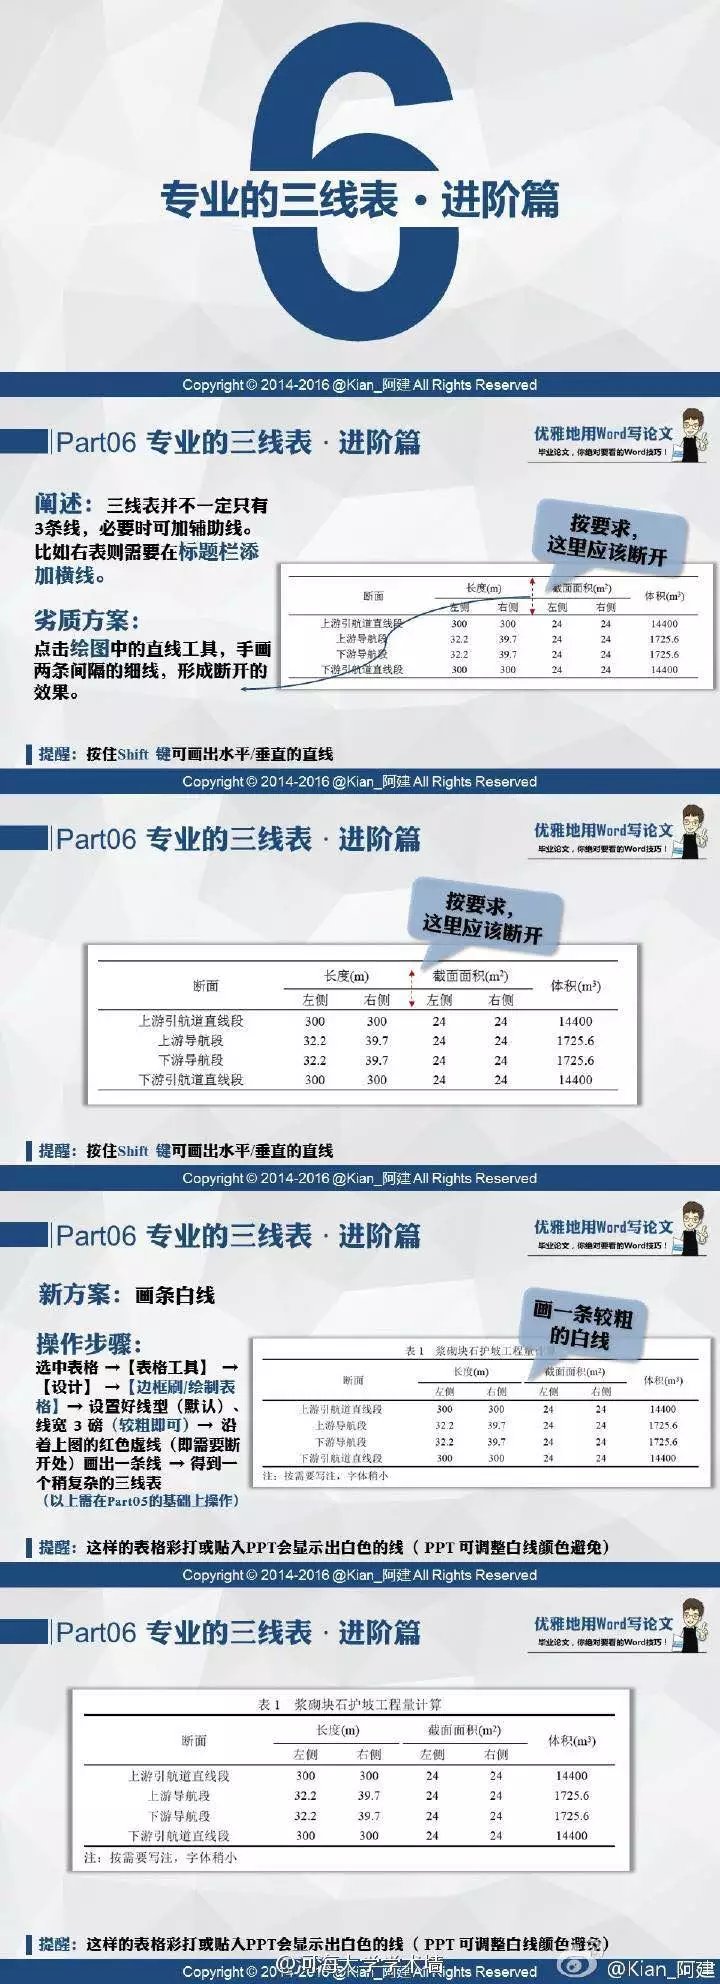 6
专业的三线表·进阶篇
Copyright © 2014-2016 @Kian_阿建 All Rights Reserved
Part06 专业的三线表·进阶篇
优雅地用Word写论文
毕业论文，你绝对要看的Word技巧！
阐述：三线表并不一定只有
3条线，必要时可加辅助线。
比如右表则需要在标题栏添
加横线。
劣质方案：
点击绘图中的直线工具，手画
两条间隔的细线，形成断开的
效果。
按要求，
这里应该断开
断面 长度(m) 截面面积(m²) 体积(m³)
左侧 右侧 左侧 右侧
上游引航道直线段 300 300 24 24 14400
上游导航段 32.2 39.7 24 24 1725.6
下游导航段 32.2 39.7 24 24 1725.6
下游引航道直线段 300 300 24 24 14400
提醒：按住Shift 键可画出水平/垂直的直线
Copyright © 2014-2016 @Kian_阿建 All Rights Reserved
Part06 专业的三线表·进阶篇
优雅地用Word写论文
毕业论文，你绝对要看的Word技巧！
按要求，
这里应该断开
断面 长度(m) 截面面积(m²) 体积(m³)
左侧 右侧 左侧 右侧
上游引航道直线段 300 300 24 24 14400
上游导航段 32.2 39.7 24 24 1725.6
下游导航段 32.2 39.7 24 24 1725.6
下游引航道直线段 300 300 24 24 14400
提醒：按住Shift 键可画出水平/垂直的直线
Copyright © 2014-2016 @Kian_阿建 All Rights Reserved
Part06 专业的三线表·进阶篇
优雅地用Word写论文
毕业论文，你绝对要看的Word技巧！
新方案：画条白线
操作步骤：
选中表格 →【表格工具】→
【设计】→【边框刷/绘制表
格】→ 设置好线型（默认）、
线宽 3 磅（较粗即可）→ 沿
着上图的红色虚线（即需要断
开处）画出一条线 → 得到一
个稍复杂的三线表
（以上需在Part05的基础上操作）
画一条较粗
的白线
表 1 浆砌块石护坡工程量计算
断面 长度(m) 截面面积(m²) 体积(m³)
左侧 右侧 左侧 右侧
上游引航道直线段 300 300 24 24 14400
上游导航段 32.2 39.7 24 24 1725.6
下游导航段 32.2 39.7 24 24 1725.6
下游引航道直线段 300 300 24 24 14400
注：按需要写注，字体稍小
提醒：这样的表格彩打或贴入PPT会显示出白色的线（ PPT 可调整白线颜色避免）
Copyright © 2014-2016 @Kian_阿建 All Rights Reserved
Part06 专业的三线表·进阶篇
优雅地用Word写论文
毕业论文，你绝对要看的Word技巧！
表 1 浆砌块石护坡工程量计算
断面 长度(m) 截面面积(m²) 体积(m³)
左侧 右侧 左侧 右侧
上游引航道直线段 300 300 24 24 14400
上游导航段 32.2 39.7 24 24 1725.6
下游导航段 32.2 39.7 24 24 1725.6
下游引航道直线段 300 300 24 24 14400
注：按需要写注，字体稍小
提醒：这样的表格彩打或贴入PPT会显示出白色的线（ PPT 可调整白线颜色避免）
@河海大学学术墙
Copyright © 2014-2016 @Kian_阿建 All Rights Reserved
@Kian_阿建